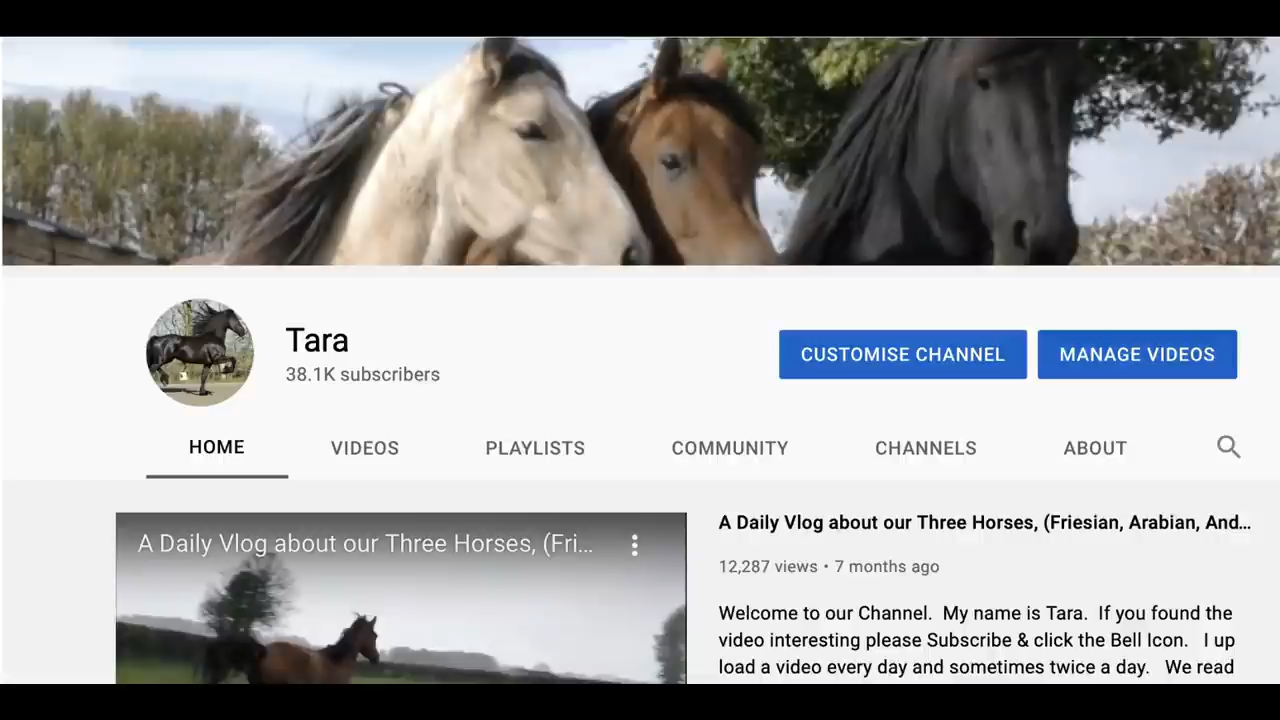 Tara
38.1K subscribers
CUSTOMISE CHANNEL
MANAGE VIDEOS
HOME
VIDEOS
PLAYLISTS
COMMUNITY
CHANNELS
ABOUT
A Daily Vlog about our Three Horses, (Fri...
A Daily Vlog about our Three Horses, (Friesian, Arabian, And...
12,287 views • 7 months ago
Welcome to our Channel.  My name is Tara.  If you found the
video interesting please Subscribe & click the Bell Icon.   I up
load a video every day and sometimes twice a day.   We read